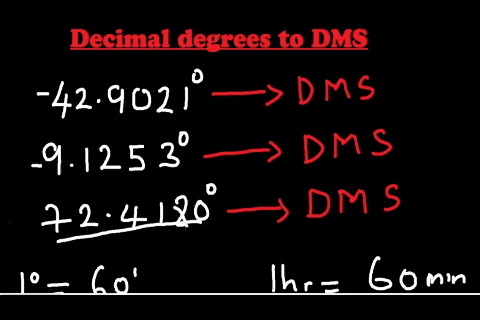 Decimal degrees to DMS
-42.9021° → DMS
-9.1253° → DMS
72.4180° → DMS
1° = 60' 1hr = 60min